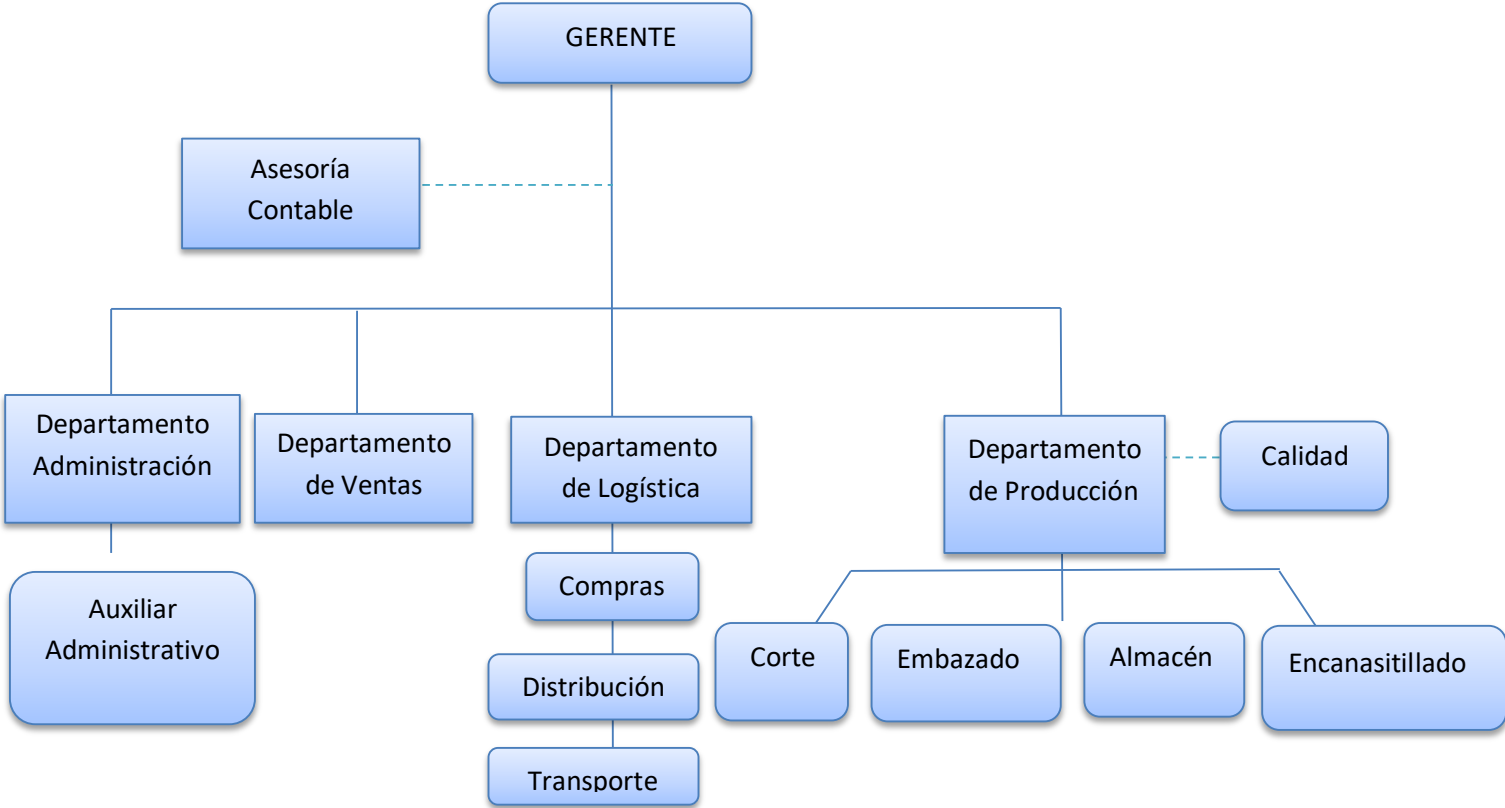 GERENTE
Asesoría
Contable
Departamento
Administración
Departamento
de Ventas
Departamento
de Logística
Departamento
de Producción
Calidad
Auxiliar
Administrativo
Compras
Distribución
Transporte
Corte
Embazado
Almacén
Encanasitillado